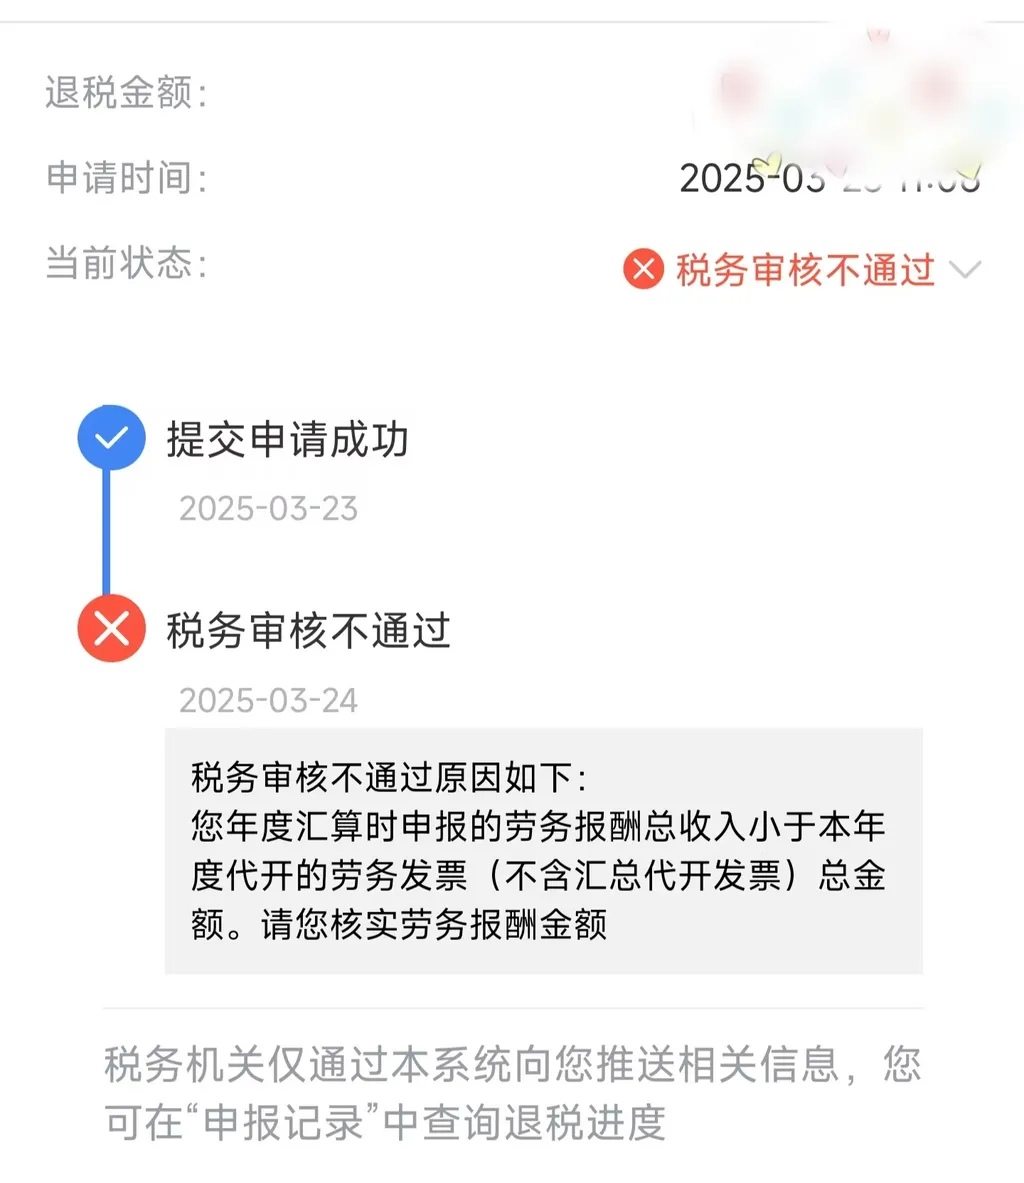 退税金额：
申请时间： 2025-03
当前状态： 税务审核不通过
提交申请成功
2025-03-23
税务审核不通过
2025-03-24
税务审核不通过原因如下：
您年度汇算时申报的劳务报酬总收入小于本年
度代开的劳务发票（不含汇总代开发票）总金
额。请您核实劳务报酬金额
税务机关仅通过本系统向您推送相关信息，您
可在“申报记录”中查询退税进度